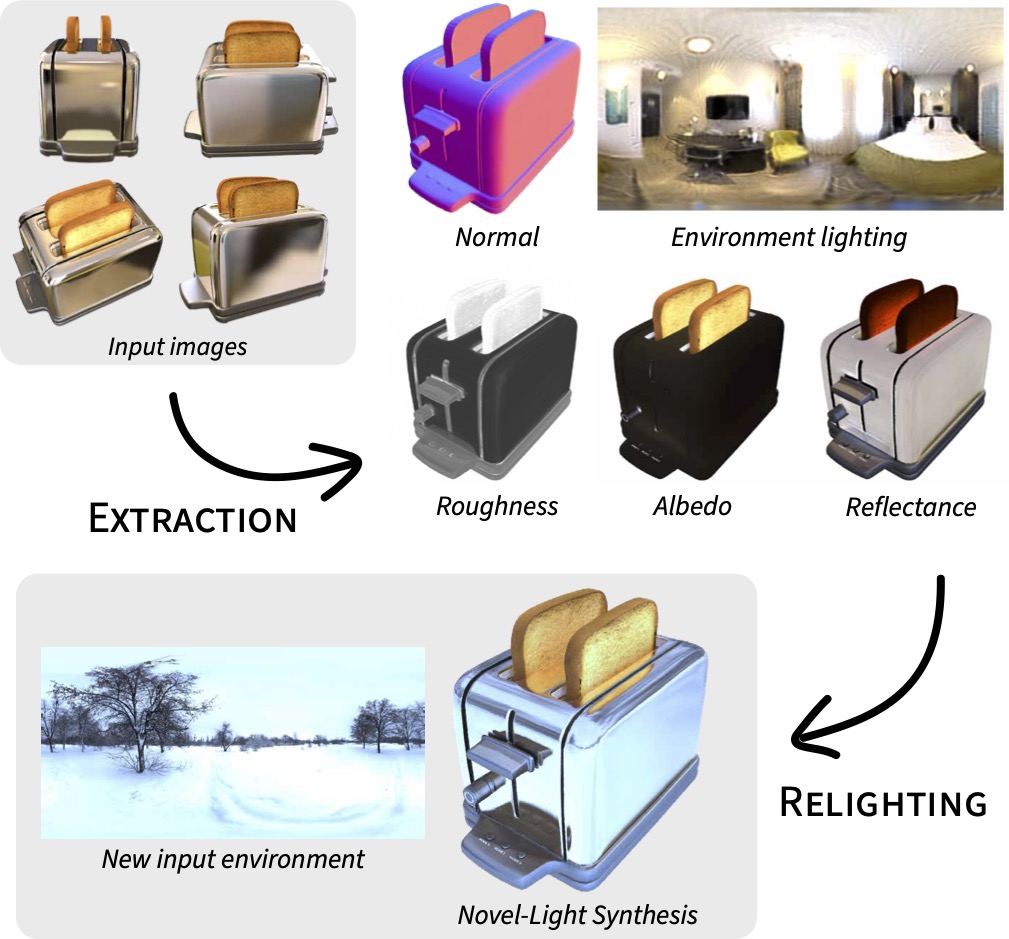 Normal
Environment lighting
Input images
Roughness
Albedo
Reflectance
EXTRACTION
New input environment
RELIGHTING
Novel-Light Synthesis